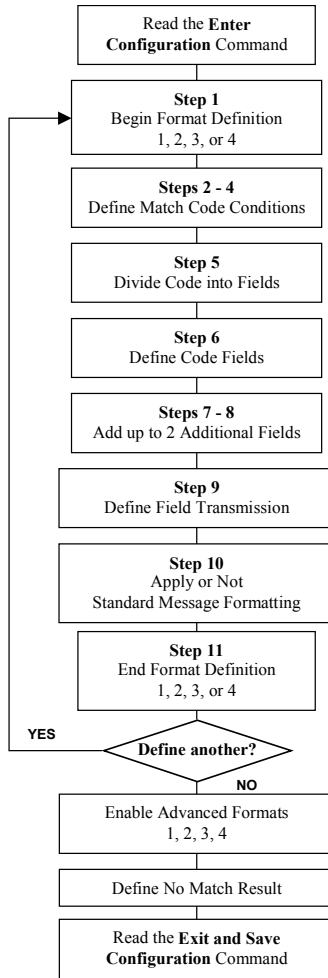 Read the Enter
Configuration Command
Step 1
Begin Format Definition
1, 2, 3, or 4
Steps 2 - 4
Define Match Code Conditions
Step 5
Divide Code into Fields
Step 6
Define Code Fields
Steps 7 - 8
Add up to 2 Additional Fields
Step 9
Define Field Transmission
Step 10
Apply or Not
Standard Message Formatting
Step 11
End Format Definition
1, 2, 3, or 4
YES
Define another?
NO
Enable Advanced Formats
1, 2, 3, 4
Define No Match Result
Read the Exit and Save
Configuration Command